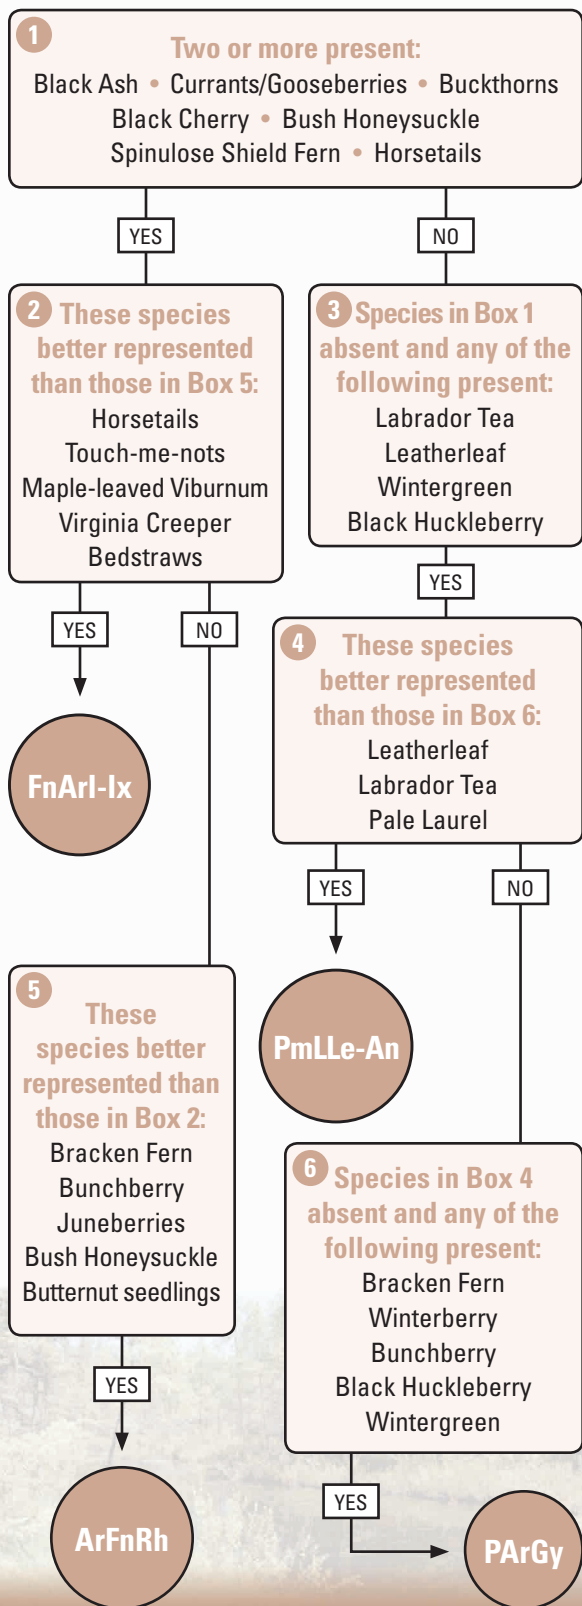 1
Two or more present:
Black Ash • Currants/Gooseberries • Buckthorns
Black Cherry • Bush Honeysuckle
Spinulose Shield Fern • Horsetails
YES
NO
2
These species
better represented
than those in Box 5:
Horsetails
Touch-me-nots
Maple-leaved Viburnum
Virginia Creeper
Bedstraws
3
Species in Box 1
absent and any of the
following present:
Labrador Tea
Leatherleaf
Wintergreen
Black Huckleberry
YES
NO
YES
4
These species
better represented
than those in Box 6:
Leatherleaf
Labrador Tea
Pale Laurel
FnArI-Ix
YES
NO
5
These
species better
represented than
those in Box 2:
Bracken Fern
Bunchberry
Juneberries
Bush Honeysuckle
Butternut seedlings
PmLLe-An
6
Species in Box 4
absent and any of the
following present:
Bracken Fern
Winterberry
Bunchberry
Black Huckleberry
Wintergreen
YES
YES
ArFnRh
PArGy